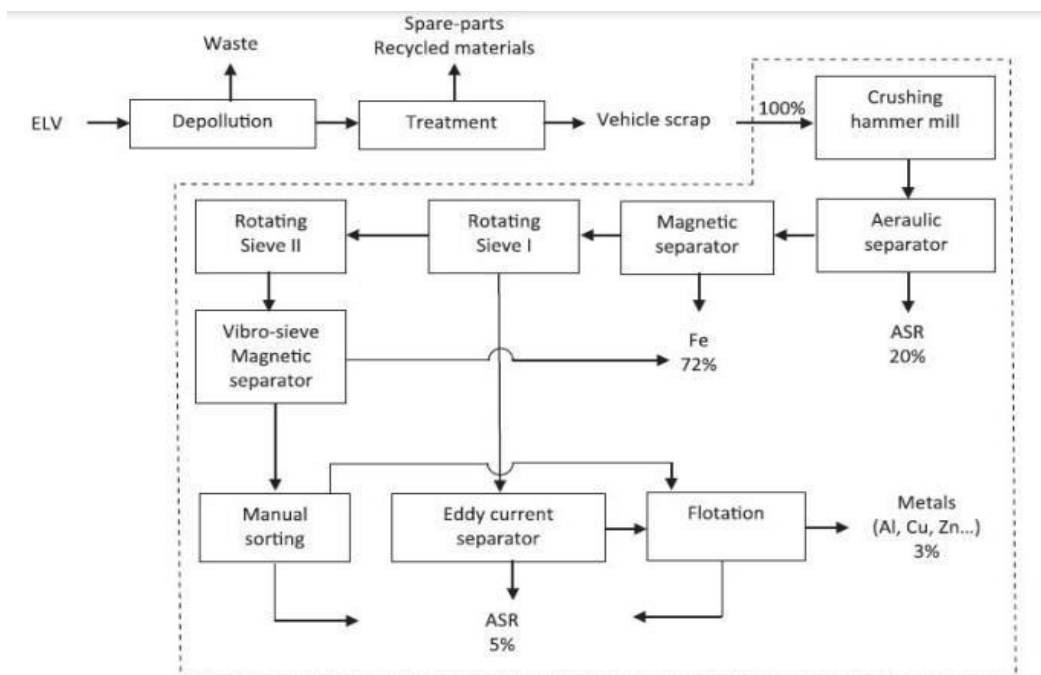 Spare-parts
Recycled materials
Waste
ELV
Depollution
Treatment
Vehicle scrap
100%
Crushing
hammer mill
Rotating
Sieve II
Rotating
Sieve I
Magnetic
separator
Aeraulic
separator
Vibro-sieve
Magnetic
separator
Fe
72%
ASR
20%
Manual
sorting
Eddy current
separator
Flotation
Metals
(Al, Cu, Zn...)
3%
ASR
5%